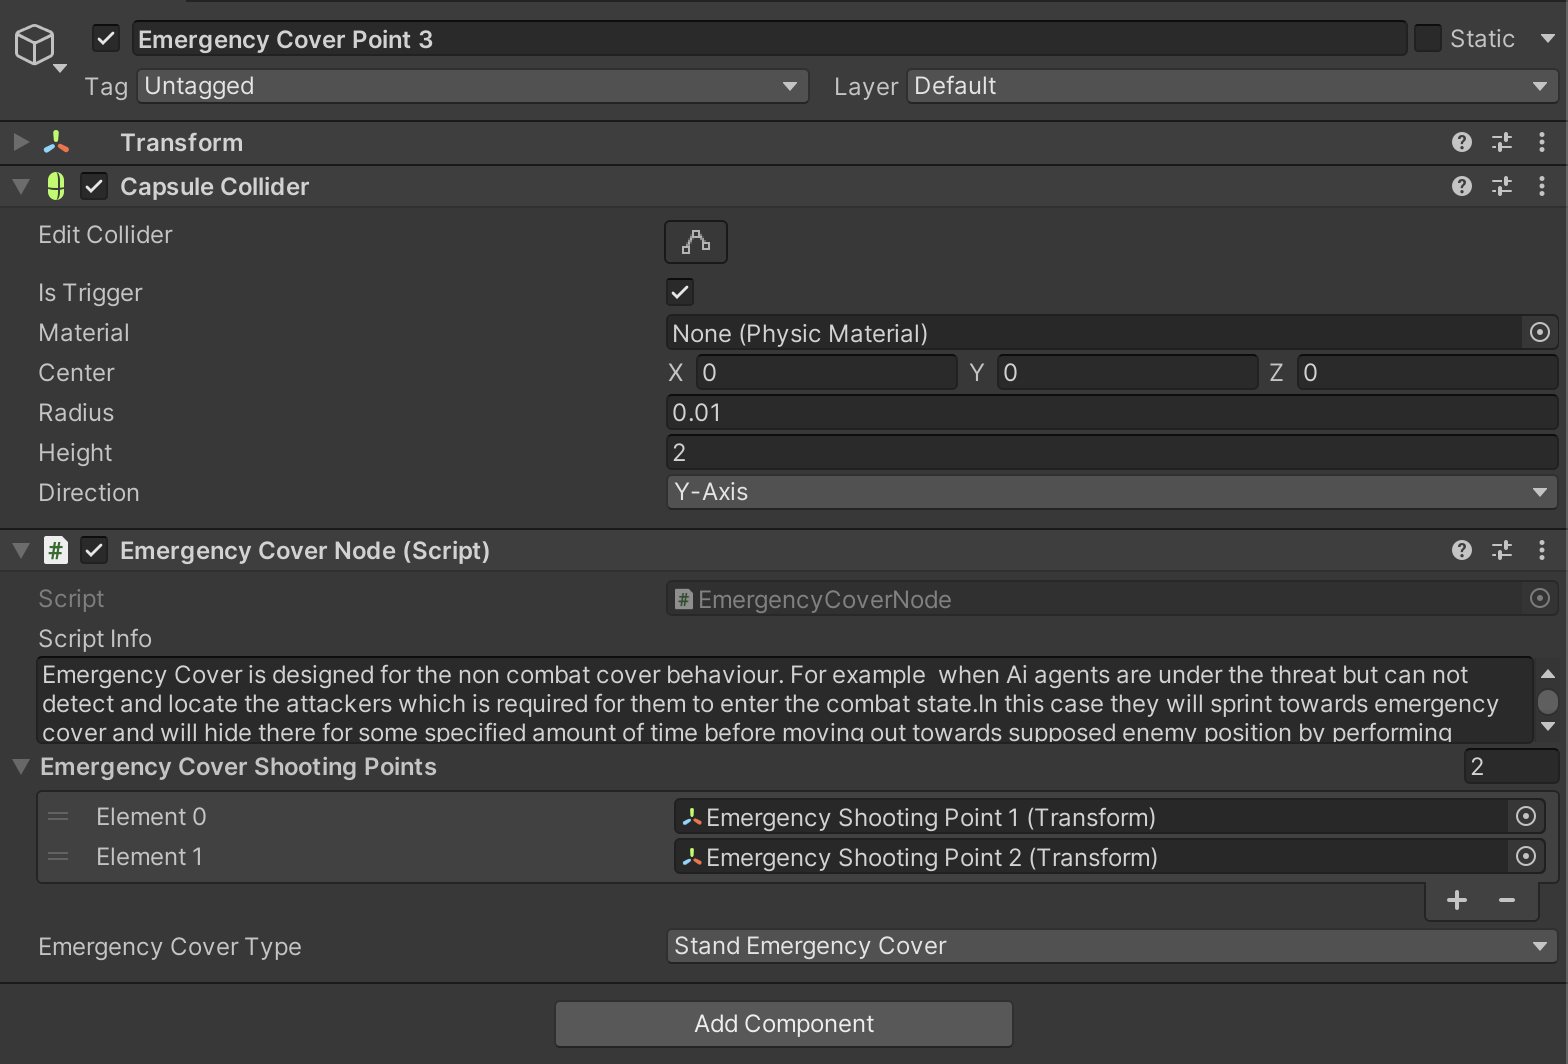 Emergency Cover Point 3 Static
Tag Untagged Layer Default
Transform
Capsule Collider
Edit Collider
Is Trigger
Material None (Physic Material)
Center X 0 Y 0 Z 0
Radius 0.01
Height 2
Direction Y-Axis
# Emergency Cover Node (Script)
Script # EmergencyCoverNode
Script Info
Emergency Cover is designed for the non combat cover behaviour. For example  when Ai agents are under the threat but can not
detect and locate the attackers which is required for them to enter the combat state.In this case they will sprint towards emergency
cover and will hide there for some specified amount of time before moving out towards supposed enemy position by performing
Emergency Cover Shooting Points 2
Element 0 Emergency Shooting Point 1 (Transform)
Element 1 Emergency Shooting Point 2 (Transform)
+ −
Emergency Cover Type Stand Emergency Cover
Add Component